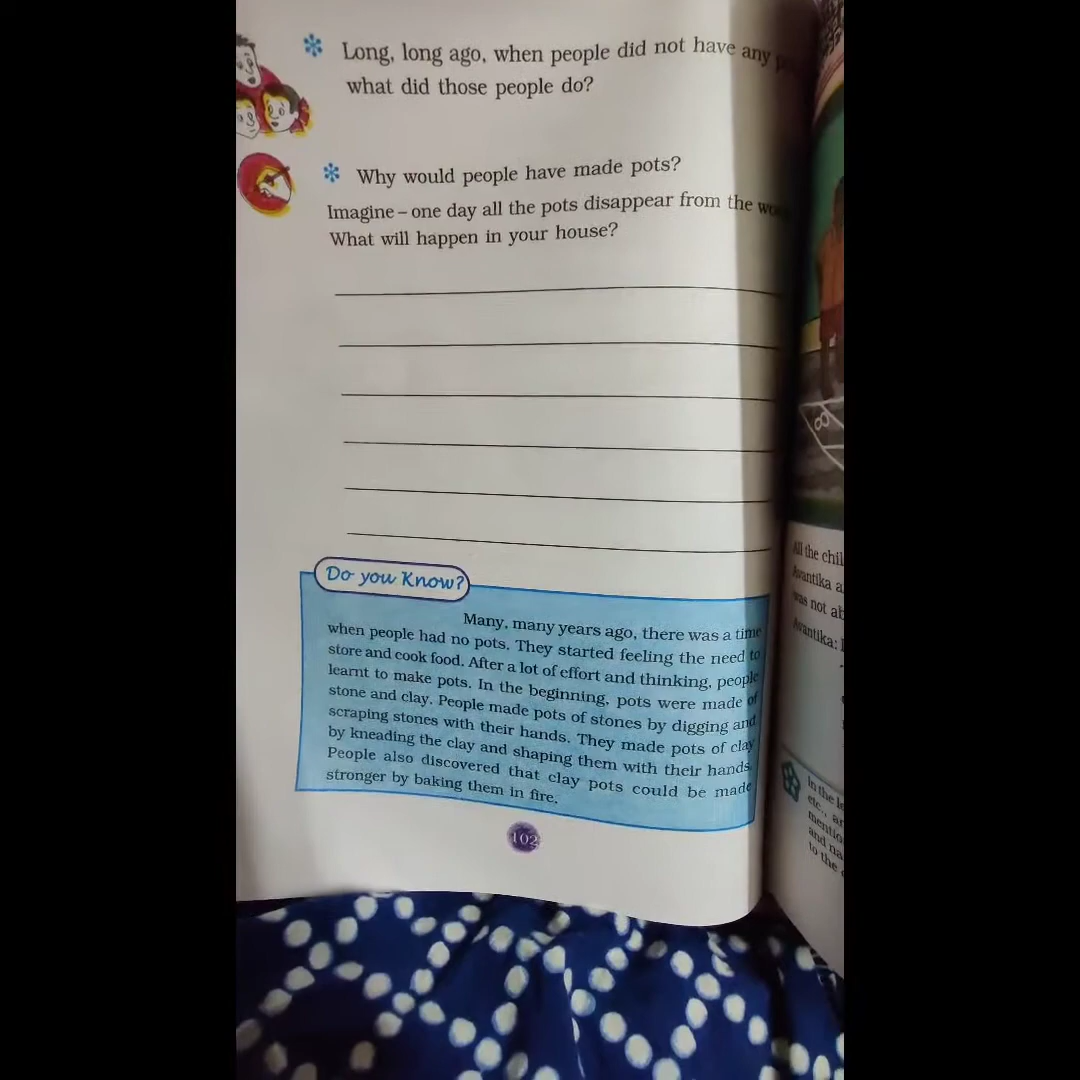 Long, long ago, when people did not have any
what did those people do?
Why would people have made pots?
Imagine – one day all the pots disappear from the
What will happen in your house?
Do you Know?
Many, many years ago, there was a time
when people had no pots. They started feeling the need to
store and cook food. After a lot of effort and thinking, people
learnt to make pots. In the beginning, pots were made of
stone and clay. People made pots of stones by digging and
scraping stones with their hands. They made pots of clay
by kneading the clay and shaping them with their hands.
People also discovered that clay pots could be made
stronger by baking them in fire.
102
8
All the
Avantika
was not
Avantika:
In the
etc.,
and
to the